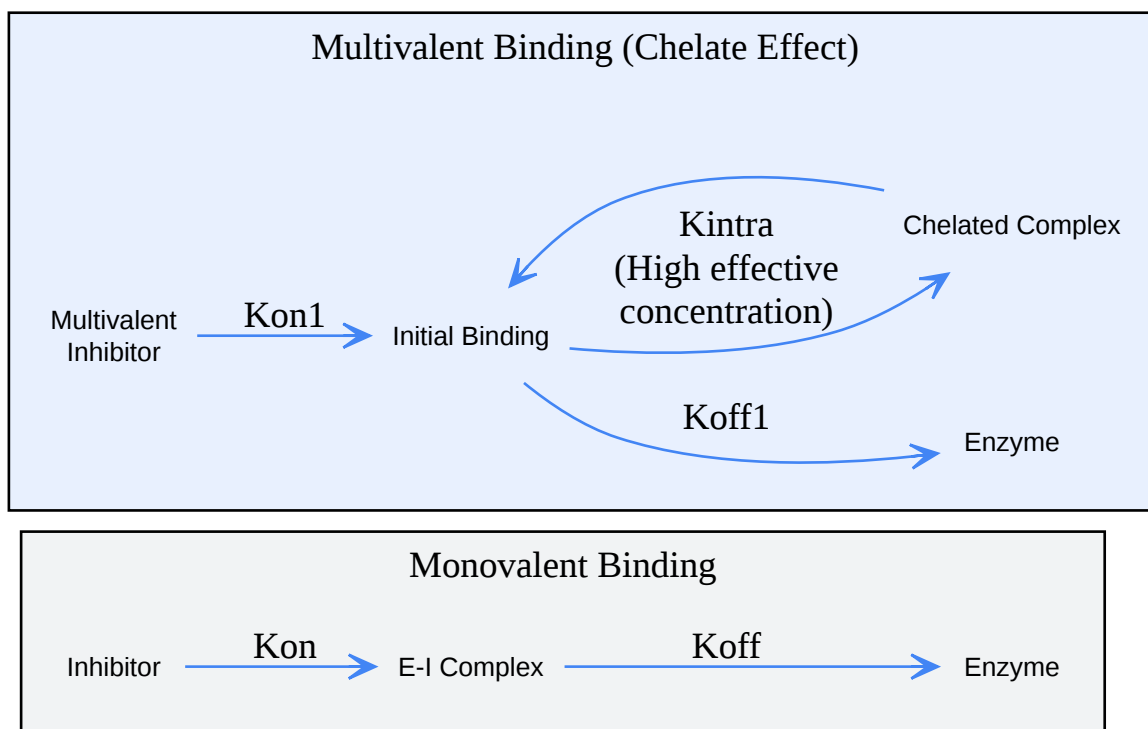 Multivalent Binding (Chelate Effect)
Kintra
(High effective
concentration)
Chelated Complex
Multivalent
Inhibitor
Kon1
Initial Binding
Koff1
Enzyme
Monovalent Binding
Inhibitor
Kon
E-I Complex
Koff
Enzyme